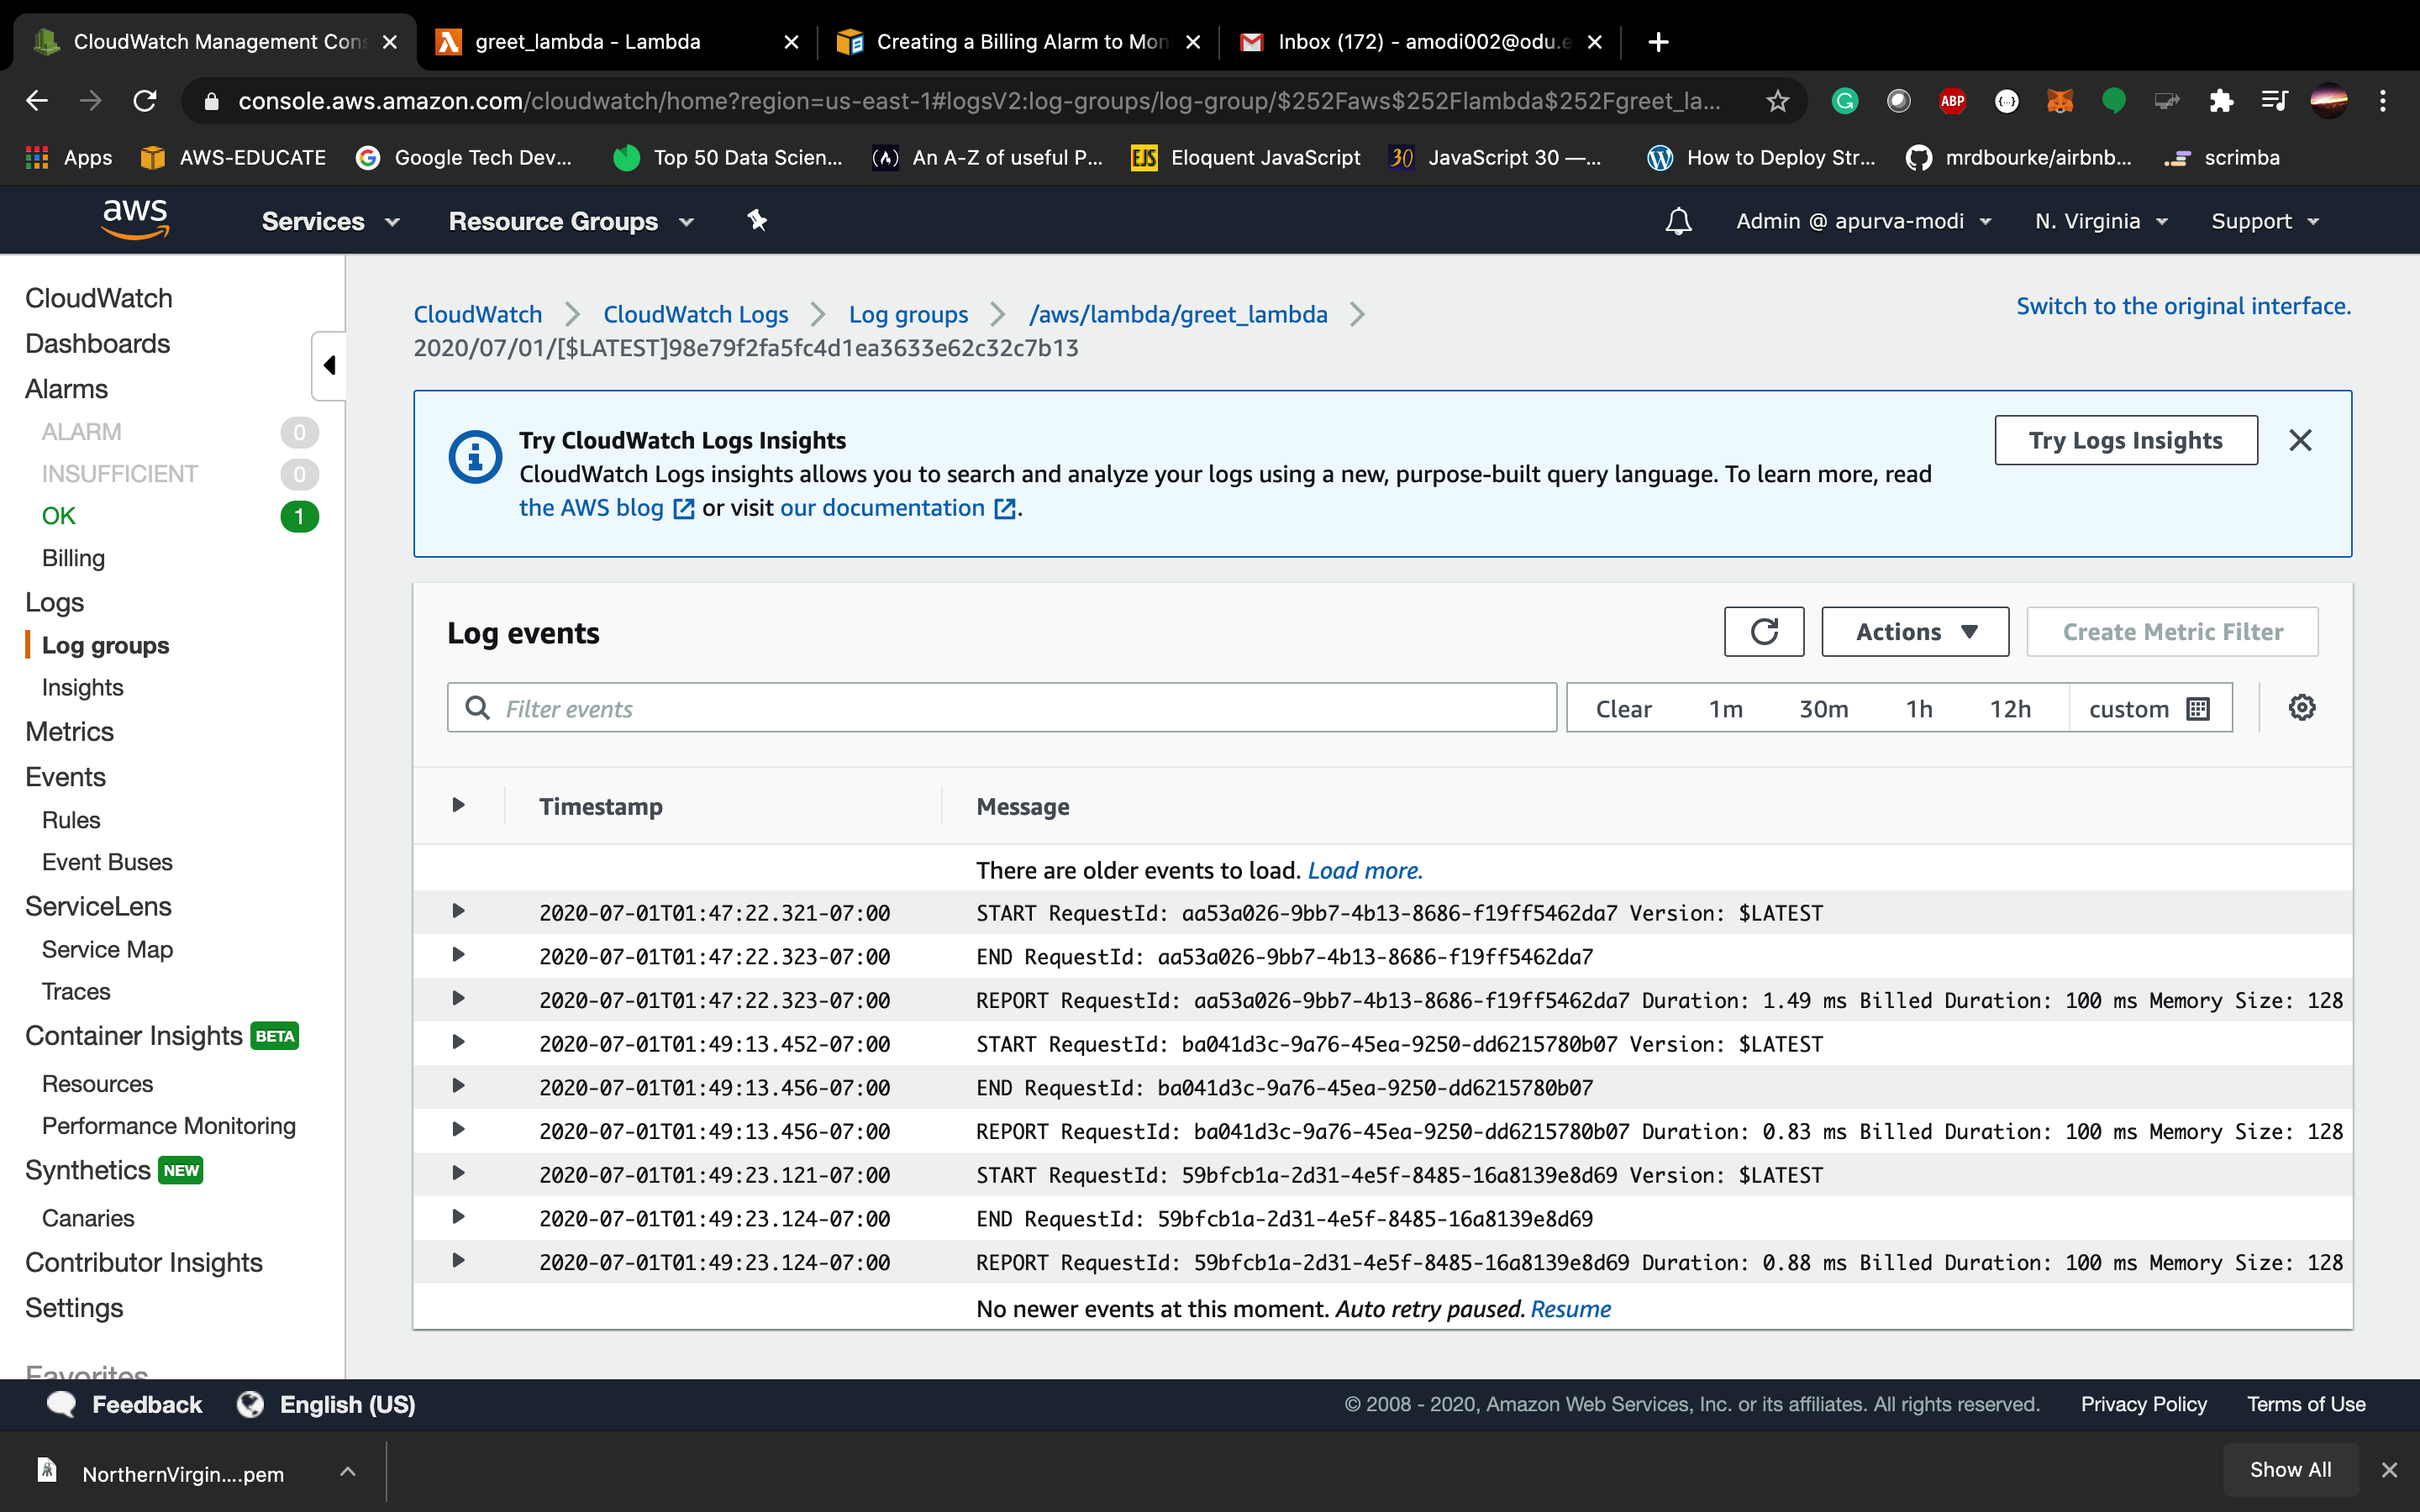 CloudWatch Management Cons
greet_lambda - Lambda
Creating a Billing Alarm to Mon
Inbox (172) - amodi002@odu.e
console.aws.amazon.com/cloudwatch/home?region=us-east-1#logsV2:log-groups/log-group/$252Faws$252Flambda$252Fgreet_la...
ABP
Apps
AWS-EDUCATE
Google Tech Dev...
Top 50 Data Scien...
An A-Z of useful P...
EJS
Eloquent JavaScript
30
JavaScript 30 —...
How to Deploy Str...
mrdbourke/airbnb...
scrimba
aws
Services
Resource Groups
Admin @ apurva-modi
N. Virginia
Support
CloudWatch
Dashboards
Alarms
ALARM 0
INSUFFICIENT 0
OK 1
Billing
Logs
Log groups
Insights
Metrics
Events
Rules
Event Buses
ServiceLens
Service Map
Traces
Container Insights BETA
Resources
Performance Monitoring
Synthetics NEW
Canaries
Contributor Insights
Settings
Favorites
CloudWatch
CloudWatch Logs
Log groups
/aws/lambda/greet_lambda
2020/07/01/[$LATEST]98e79f2fa5fc4d1ea3633e62c32c7b13
Switch to the original interface.
Try CloudWatch Logs Insights
CloudWatch Logs insights allows you to search and analyze your logs using a new, purpose-built query language. To learn more, read
the AWS blog or visit our documentation.
Try Logs Insights
Log events
Actions
Create Metric Filter
Filter events
Clear 1m 30m 1h 12h custom
Timestamp Message
There are older events to load. Load more.
2020-07-01T01:47:22.321-07:00 START RequestId: aa53a026-9bb7-4b13-8686-f19ff5462da7 Version: $LATEST
2020-07-01T01:47:22.323-07:00 END RequestId: aa53a026-9bb7-4b13-8686-f19ff5462da7
2020-07-01T01:47:22.323-07:00 REPORT RequestId: aa53a026-9bb7-4b13-8686-f19ff5462da7 Duration: 1.49 ms Billed Duration: 100 ms Memory Size: 128
2020-07-01T01:49:13.452-07:00 START RequestId: ba041d3c-9a76-45ea-9250-dd6215780b07 Version: $LATEST
2020-07-01T01:49:13.456-07:00 END RequestId: ba041d3c-9a76-45ea-9250-dd6215780b07
2020-07-01T01:49:13.456-07:00 REPORT RequestId: ba041d3c-9a76-45ea-9250-dd6215780b07 Duration: 0.83 ms Billed Duration: 100 ms Memory Size: 128
2020-07-01T01:49:23.121-07:00 START RequestId: 59bfcb1a-2d31-4e5f-8485-16a8139e8d69 Version: $LATEST
2020-07-01T01:49:23.124-07:00 END RequestId: 59bfcb1a-2d31-4e5f-8485-16a8139e8d69
2020-07-01T01:49:23.124-07:00 REPORT RequestId: 59bfcb1a-2d31-4e5f-8485-16a8139e8d69 Duration: 0.88 ms Billed Duration: 100 ms Memory Size: 128
No newer events at this moment. Auto retry paused. Resume
Feedback
English (US)
© 2008 - 2020, Amazon Web Services, Inc. or its affiliates. All rights reserved.
Privacy Policy
Terms of Use
NorthernVirgin....pem
Show All